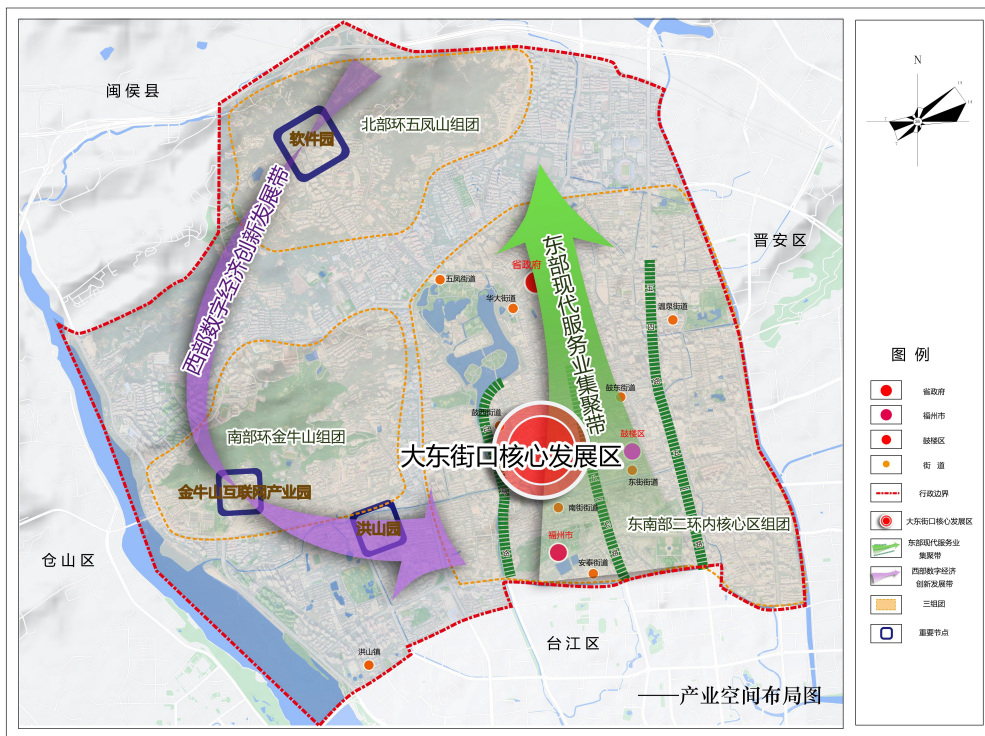 闽侯县
北部环五凤山组团
软件园
西部数字经济创新发展带
晋安区
东部现代服务业集聚带
省政府
五凤街道
华大街道
温泉街道
鼓东街道
鼓西街道
鼓楼区
大东街口核心发展区
南部环金牛山组团
金牛山互联网产业园
洪山园
东街街道
南街街道
东南部二环内核心区组团
福州市
安泰街道
仓山区
台江区
洪山镇
——产业空间布局图
N
图例
省政府
福州市
鼓楼区
街道
行政边界
大东街口核心发展区
东部现代服务业
集聚带
西部数字经济
创新发展带
三组团
重要节点